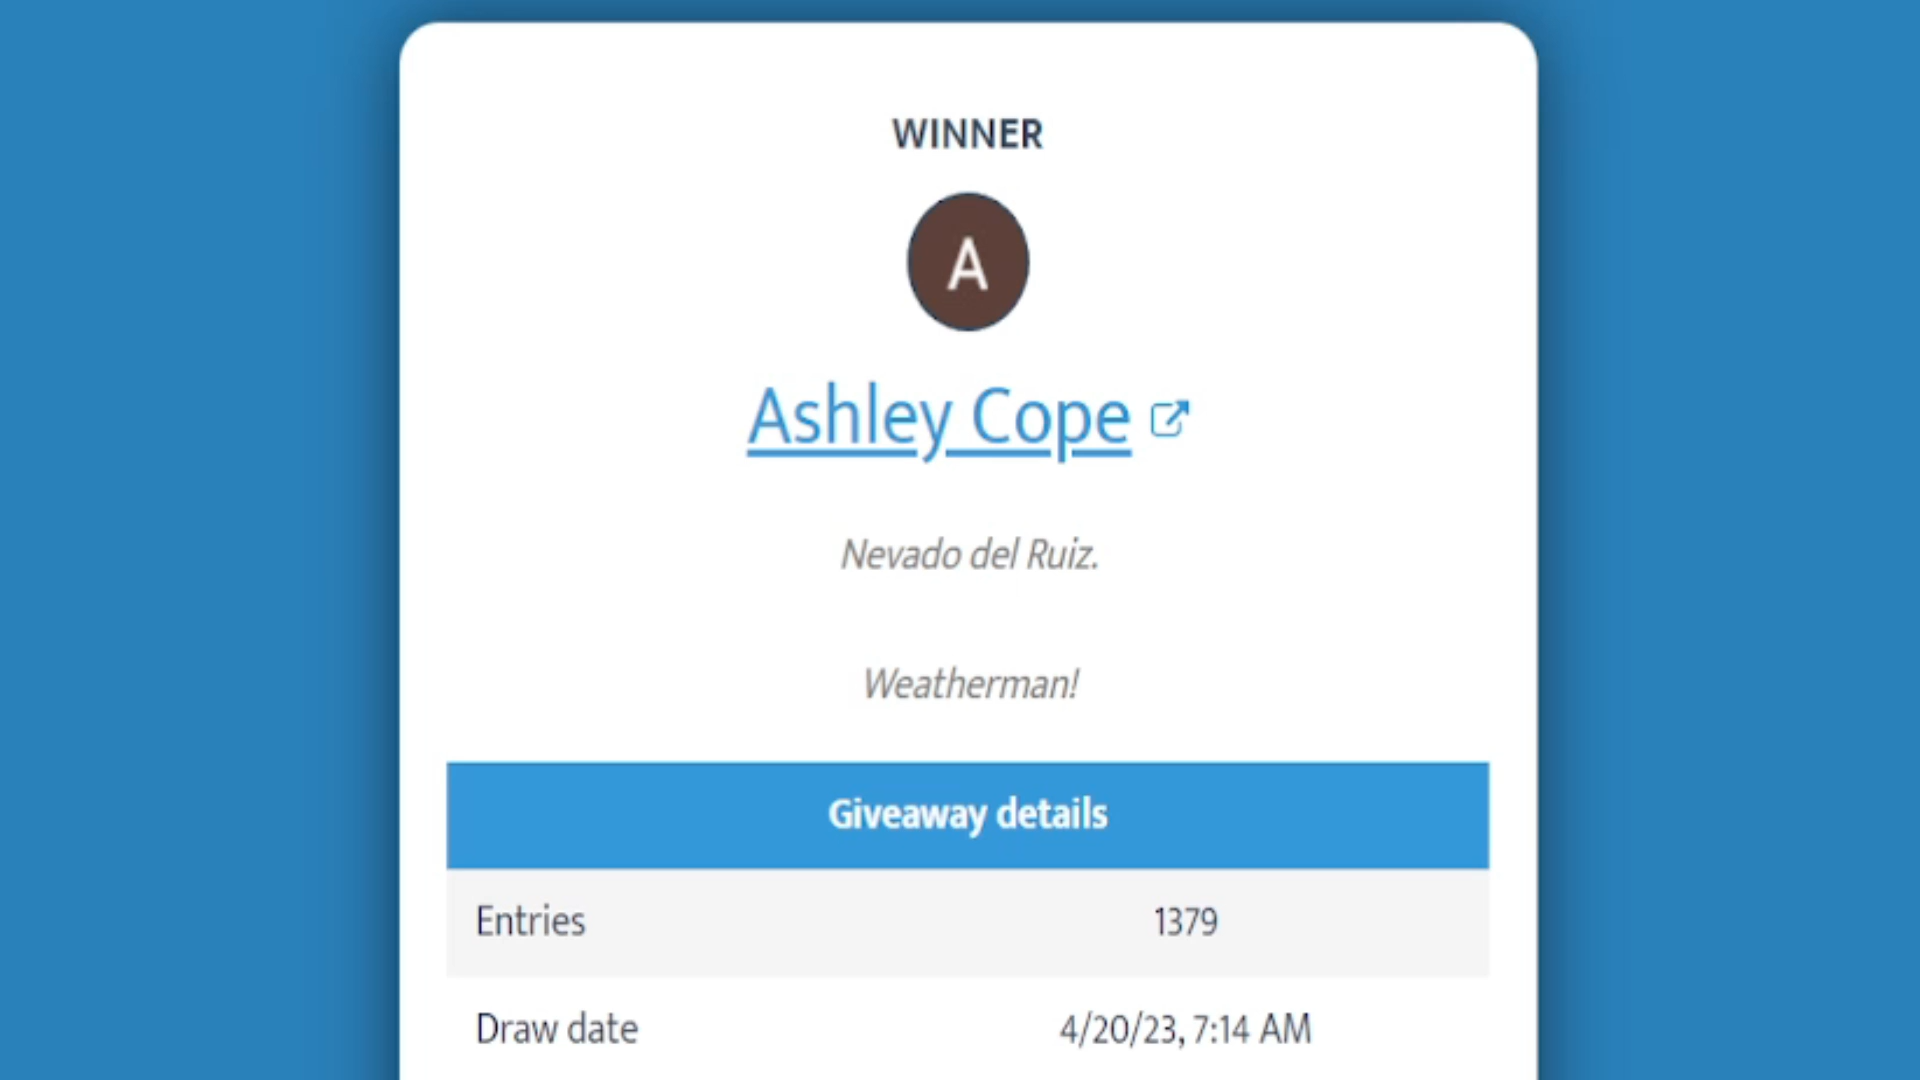 WINNER
A
Ashley Cope
Nevado del Ruiz.
Weatherman!
Giveaway details
Entries 1379
Draw date 4/20/23, 7:14 AM